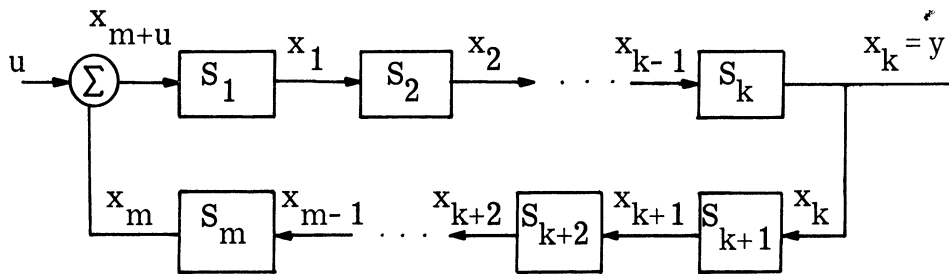 x_{m+u}
u Σ S_1 x_1 S_2 x_2 · · · x_{k-1} S_k x_k = y
x_m S_m x_{m-1} · · · · x_{k+2} S_{k+2} x_{k+1} S_{k+1} x_k